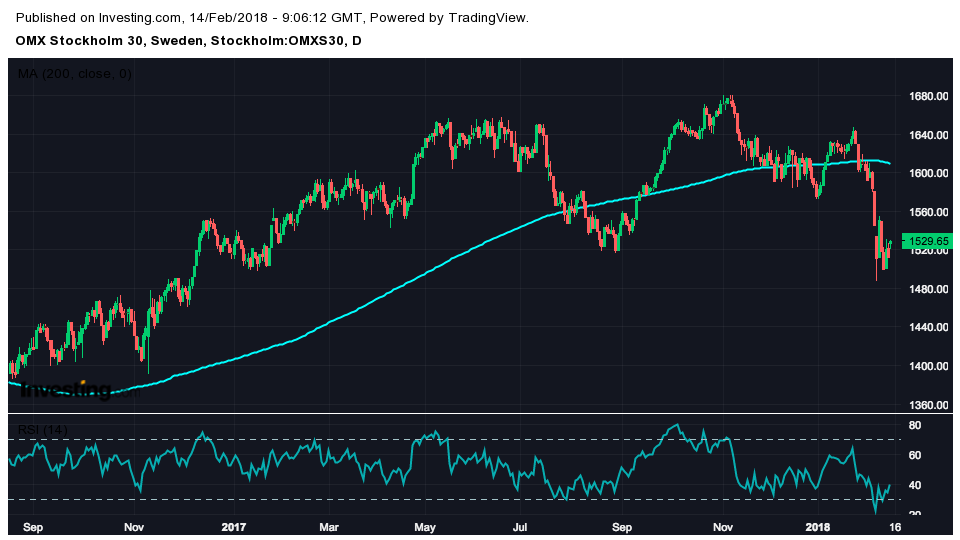 Published on Investing.com, 14/Feb/2018 - 9:06:12 GMT, Powered by TradingView.
OMX Stockholm 30, Sweden, Stockholm:OMXS30, D
MA (200, close, 0)
1680.00
1640.00
1600.00
1560.00
1529.65
1520.00
1480.00
1440.00
1400.00
1360.00
Investing.com
RSI (14)
80
60
40
20
Sep Nov 2017 Mar May Jul Sep Nov 2018 16